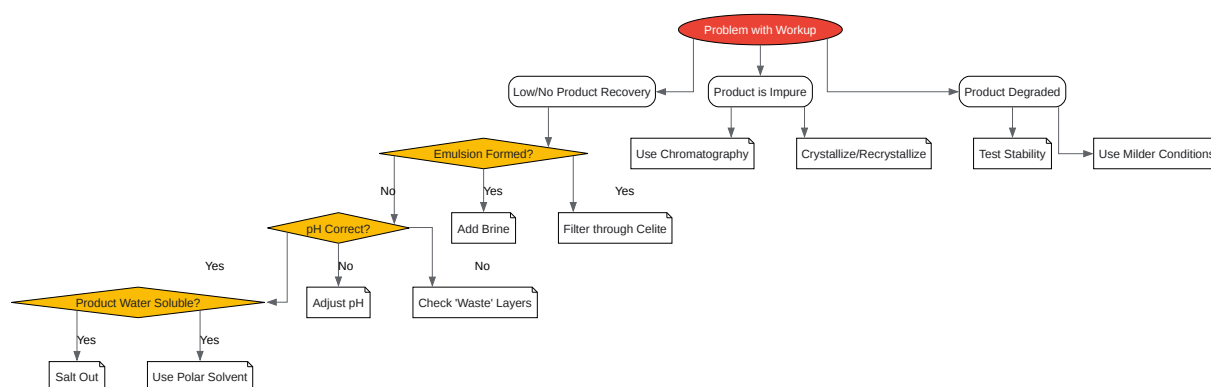 Problem with Workup
Low/No Product Recovery
Product is Impure
Product Degraded
Emulsion Formed?
Use Chromatography
Crystallize/Recrystallize
Test Stability
Use Milder Conditions
No
Yes
Yes
pH Correct?
Add Brine
Filter through Celite
Yes
No
No
Product Water Soluble?
Adjust pH
Check 'Waste' Layers
Yes
Yes
Salt Out
Use Polar Solvent